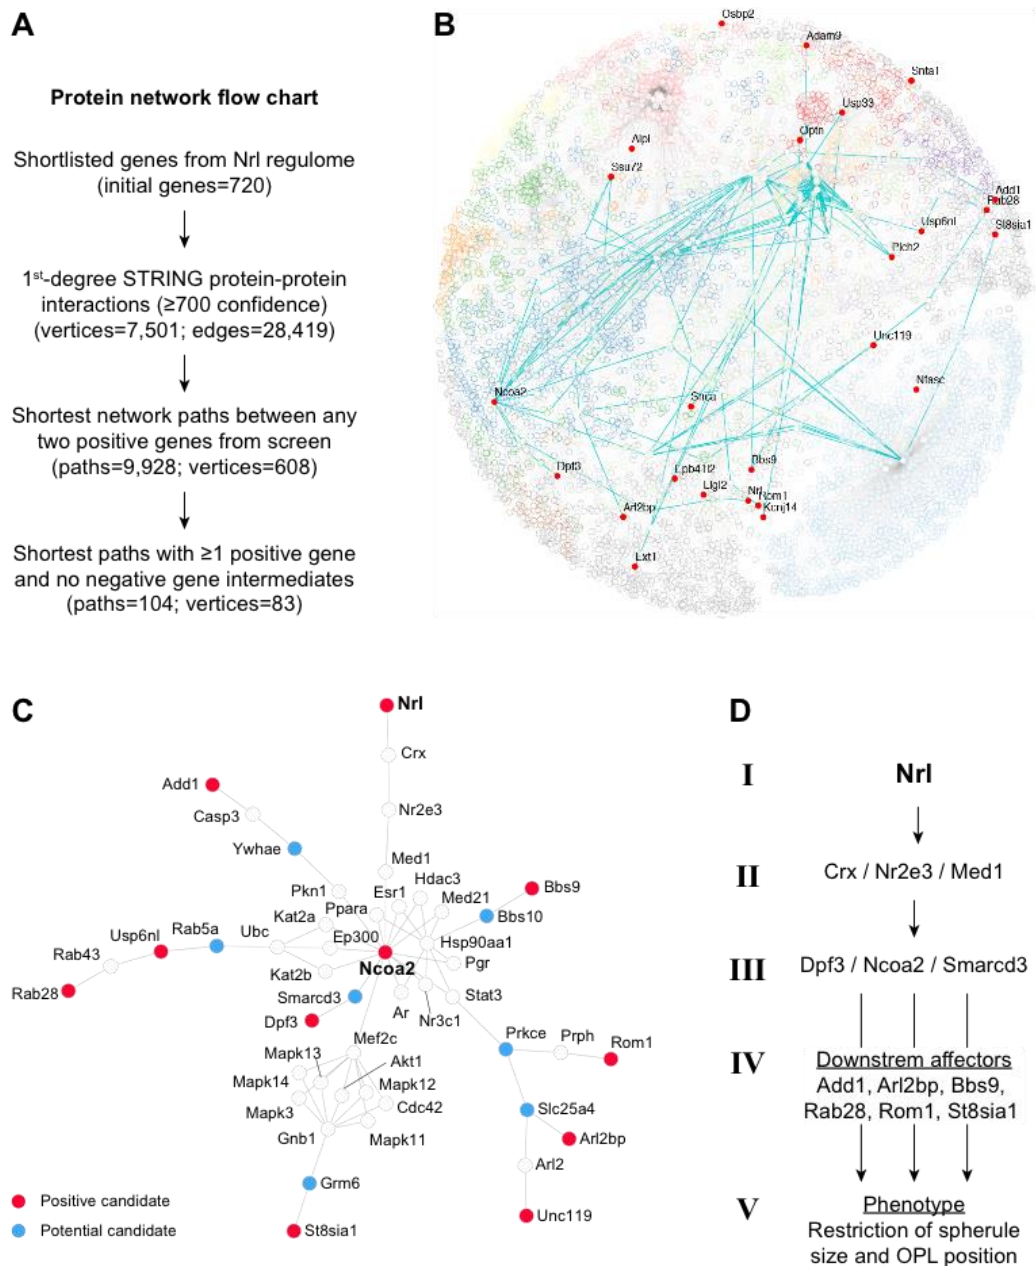 A
Protein network flow chart
Shortlisted genes from Nrl regulome
(initial genes=720)
1st-degree STRING protein-protein
interactions (≥700 confidence)
(vertices=7,501; edges=28,419)
Shortest network paths between any
two positive genes from screen
(paths=9,928; vertices=608)
Shortest paths with ≥1 positive gene
and no negative gene intermediates
(paths=104; vertices=83)
B
Osbp2
Adam9
Snta1
Usp33
Optn
Alpl
Ssu72
Add1
Rab28
St8sia1
Usp6nl
Plch2
Unc119
Nfasc
Ncoa2
Dpf3
Bbs9
Llgl2
Nrl
Rom1
Kcnj14
Arl2bp
C
Nrl
Crx
Add1
Casp3
Nr2e3
Ywhae
Med1
Pkn1
Esr1
Hdac3
Bbs9
Ppara
Med21
Kat2a
Bbs10
Usp6nl
Rab5a
Ubc
Ep300
Hsp90aa1
Rab43
Ncoa2
Pgr
Kat2b
Rab28
Smarcd3
Stat3
Ar
Nr3c1
Dpf3
Mef2c
Prkce
Prph
Rom1
Mapk13
Akt1
Mapk14
Mapk12
Mapk3
Cdc42
Slc25a4
Gnb1
Mapk11
Arl2bp
Arl2
Grm6
Unc119
St8sia1
Positive candidate
Potential candidate
D
I
Nrl
II
Crx / Nr2e3 / Med1
III
Dpf3 / Ncoa2 / Smarcd3
IV
Downstrem affectors
Add1, Arl2bp, Bbs9,
Rab28, Rom1, St8sia1
V
Phenotype
Restriction of spherule
size and OPL position